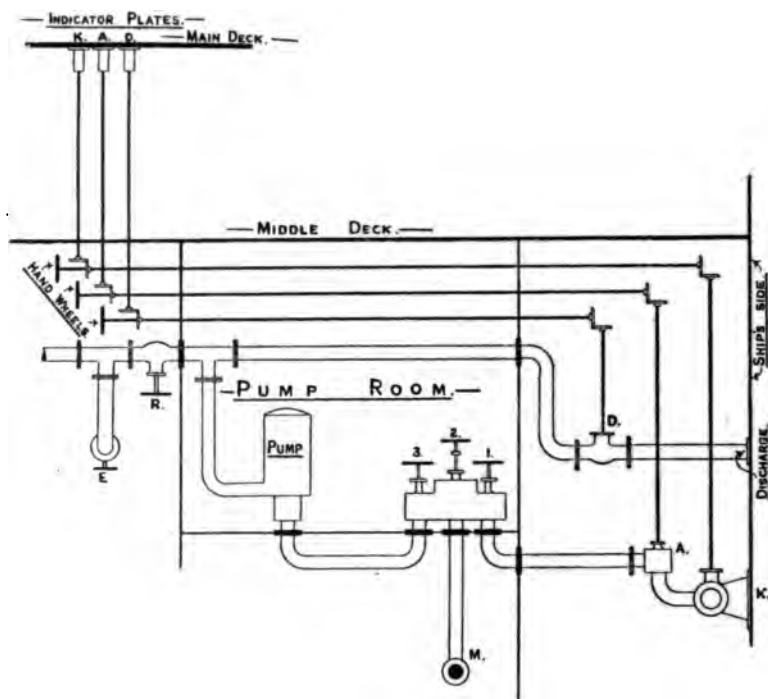 — INDICATOR PLATES. —
K. A. D. — MAIN DECK. —
— MIDDLE DECK. —
HAND WHEELS
SHIP'S SIDE.
R.
E
— PUMP ROOM. —
PUMP
3.
2.
1.
D.
DISCHARGE
A.
K.
M.